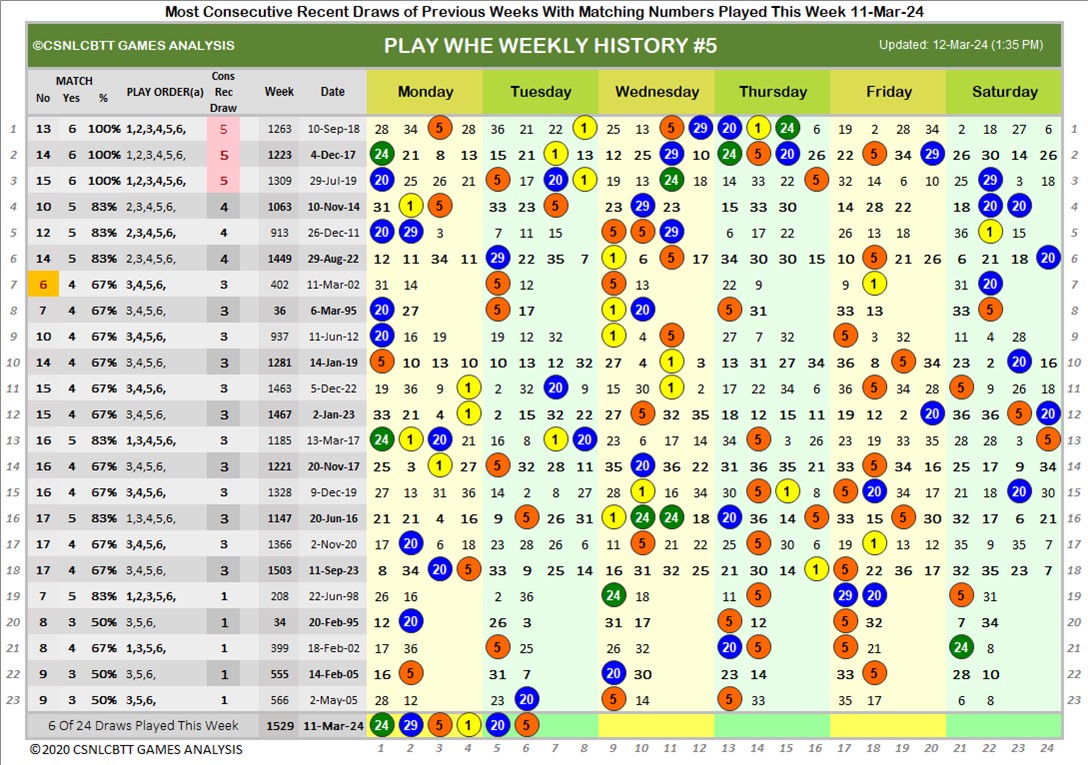 Most Consecutive Recent Draws of Previous Weeks With Matching Numbers Played This Week 11-Mar-24
©CSNLCBTT GAMES ANALYSIS PLAY WHE WEEKLY HISTORY #5 Updated: 12-Mar-24 (1:35 PM)
No MATCH Yes % PLAY ORDER(a) Cons Rec Draw Week Date Monday Tuesday Wednesday Thursday Friday Saturday
1 13 6 100% 1,2,3,4,5,6, 5 1263 10-Sep-18 28 34 5 28 36 21 22 1 25 13 5 29 20 1 24 6 19 2 28 34 2 18 27 6 1
2 14 6 100% 1,2,3,4,5,6, 5 1223 4-Dec-17 24 21 8 13 15 21 1 13 12 25 29 10 24 5 20 26 22 5 34 29 26 30 14 26 2
3 15 6 100% 1,2,3,4,5,6, 5 1309 29-Jul-19 20 25 26 21 5 17 20 1 19 13 24 18 14 33 22 5 32 14 6 10 25 29 3 18 3
4 10 5 83% 2,3,4,5,6, 4 1063 10-Nov-14 31 1 5 33 23 5 23 29 23 15 33 30 14 28 22 18 20 20 4
5 12 5 83% 2,3,4,5,6, 4 913 26-Dec-11 20 29 3 7 11 15 5 5 29 6 17 22 26 13 18 36 1 15 5
6 14 5 83% 2,3,4,5,6, 4 1449 29-Aug-22 12 11 34 11 29 22 35 7 1 6 5 17 34 30 30 15 10 5 21 26 6 21 18 20 6
7 6 4 67% 3,4,5,6, 3 402 11-Mar-02 31 14 5 12 5 13 22 9 9 1 31 20 7
8 7 4 67% 3,4,5,6, 3 36 6-Mar-95 20 27 5 17 1 20 5 31 33 13 33 5 8
9 10 4 67% 3,4,5,6, 3 937 11-Jun-12 20 16 19 19 12 32 1 4 5 27 7 32 5 3 32 11 4 28 9
10 14 4 67% 3,4,5,6, 3 1281 14-Jan-19 5 10 13 10 10 13 12 32 27 4 1 3 13 31 27 34 36 8 5 34 23 2 20 16 10
11 15 4 67% 3,4,5,6, 3 1463 5-Dec-22 19 36 9 1 2 32 20 9 15 30 1 2 17 22 34 6 36 5 34 28 5 9 26 18 11
12 15 4 67% 3,4,5,6, 3 1467 2-Jan-23 33 21 4 1 2 15 32 22 27 5 32 35 18 12 15 11 19 12 2 20 36 36 5 20 12
13 16 5 83% 1,3,4,5,6, 3 1185 13-Mar-17 24 1 20 21 16 8 1 20 23 6 17 14 34 5 3 26 23 19 33 35 28 28 3 5 13
14 16 4 67% 3,4,5,6, 3 1221 20-Nov-17 25 3 1 27 5 32 28 11 35 20 36 22 31 36 35 21 33 5 34 16 25 17 9 34 14
15 16 4 67% 3,4,5,6, 3 1328 9-Dec-19 27 13 31 36 14 2 8 27 28 1 16 34 30 5 1 8 5 20 34 17 21 18 20 30 15
16 17 5 83% 1,3,4,5,6, 3 1147 20-Jun-16 21 21 4 16 9 5 26 31 1 24 24 18 20 36 14 5 33 15 5 30 32 17 6 21 16
17 17 4 67% 3,4,5,6, 3 1366 2-Nov-20 17 20 6 18 23 28 26 6 11 5 21 22 25 5 30 6 19 1 13 12 35 9 35 7 17
18 17 4 67% 3,4,5,6, 3 1503 11-Sep-23 8 34 20 5 33 9 25 14 16 31 32 32 21 30 14 1 5 22 36 17 32 35 23 7 18
19 7 5 83% 1,2,3,5,6, 1 208 22-Jun-98 26 16 2 36 24 18 11 5 29 20 5 31 19
20 8 3 50% 3,5,6, 1 34 20-Feb-95 12 20 26 3 31 17 5 12 5 32 7 34 20
21 8 4 67% 1,3,5,6, 1 399 18-Feb-02 17 36 5 25 26 32 20 5 5 21 24 8 21
22 9 3 50% 3,5,6, 1 555 14-Feb-05 16 5 31 7 20 30 23 14 33 5 28 10 22
23 9 3 50% 3,5,6, 1 566 2-May-05 28 12 23 20 5 14 5 33 35 17 6 8 23
6 Of 24 Draws Played This Week 1529 11-Mar-24 24 29 5 1 20 5
©2020 CSNLCBTT GAMES ANALYSIS 1 2 3 4 5 6 7 8 9 10 11 12 13 14 15 16 17 18 19 20 21 22 23 24